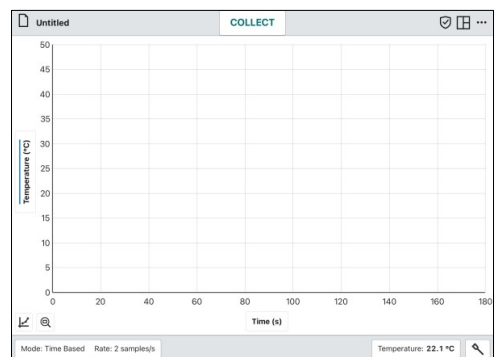 Untitled
COLLECT
50
45
40
35
30
25
20
15
10
5
0
Temperature (°C)
0 20 40 60 80 100 120 140 160 180
Time (s)
Mode: Time Based Rate: 2 samples/s
Temperature: 22.1 °C